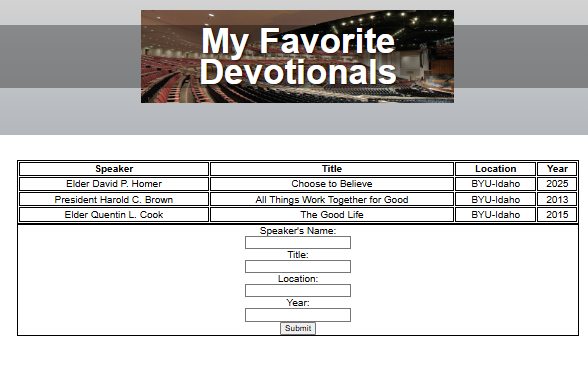 My Favorite
Devotionals
Speaker Title Location Year
Elder David P. Homer Choose to Believe BYU-Idaho 2025
President Harold C. Brown All Things Work Together for Good BYU-Idaho 2013
Elder Quentin L. Cook The Good Life BYU-Idaho 2015
Speaker's Name:
Title:
Location:
Year:
Submit